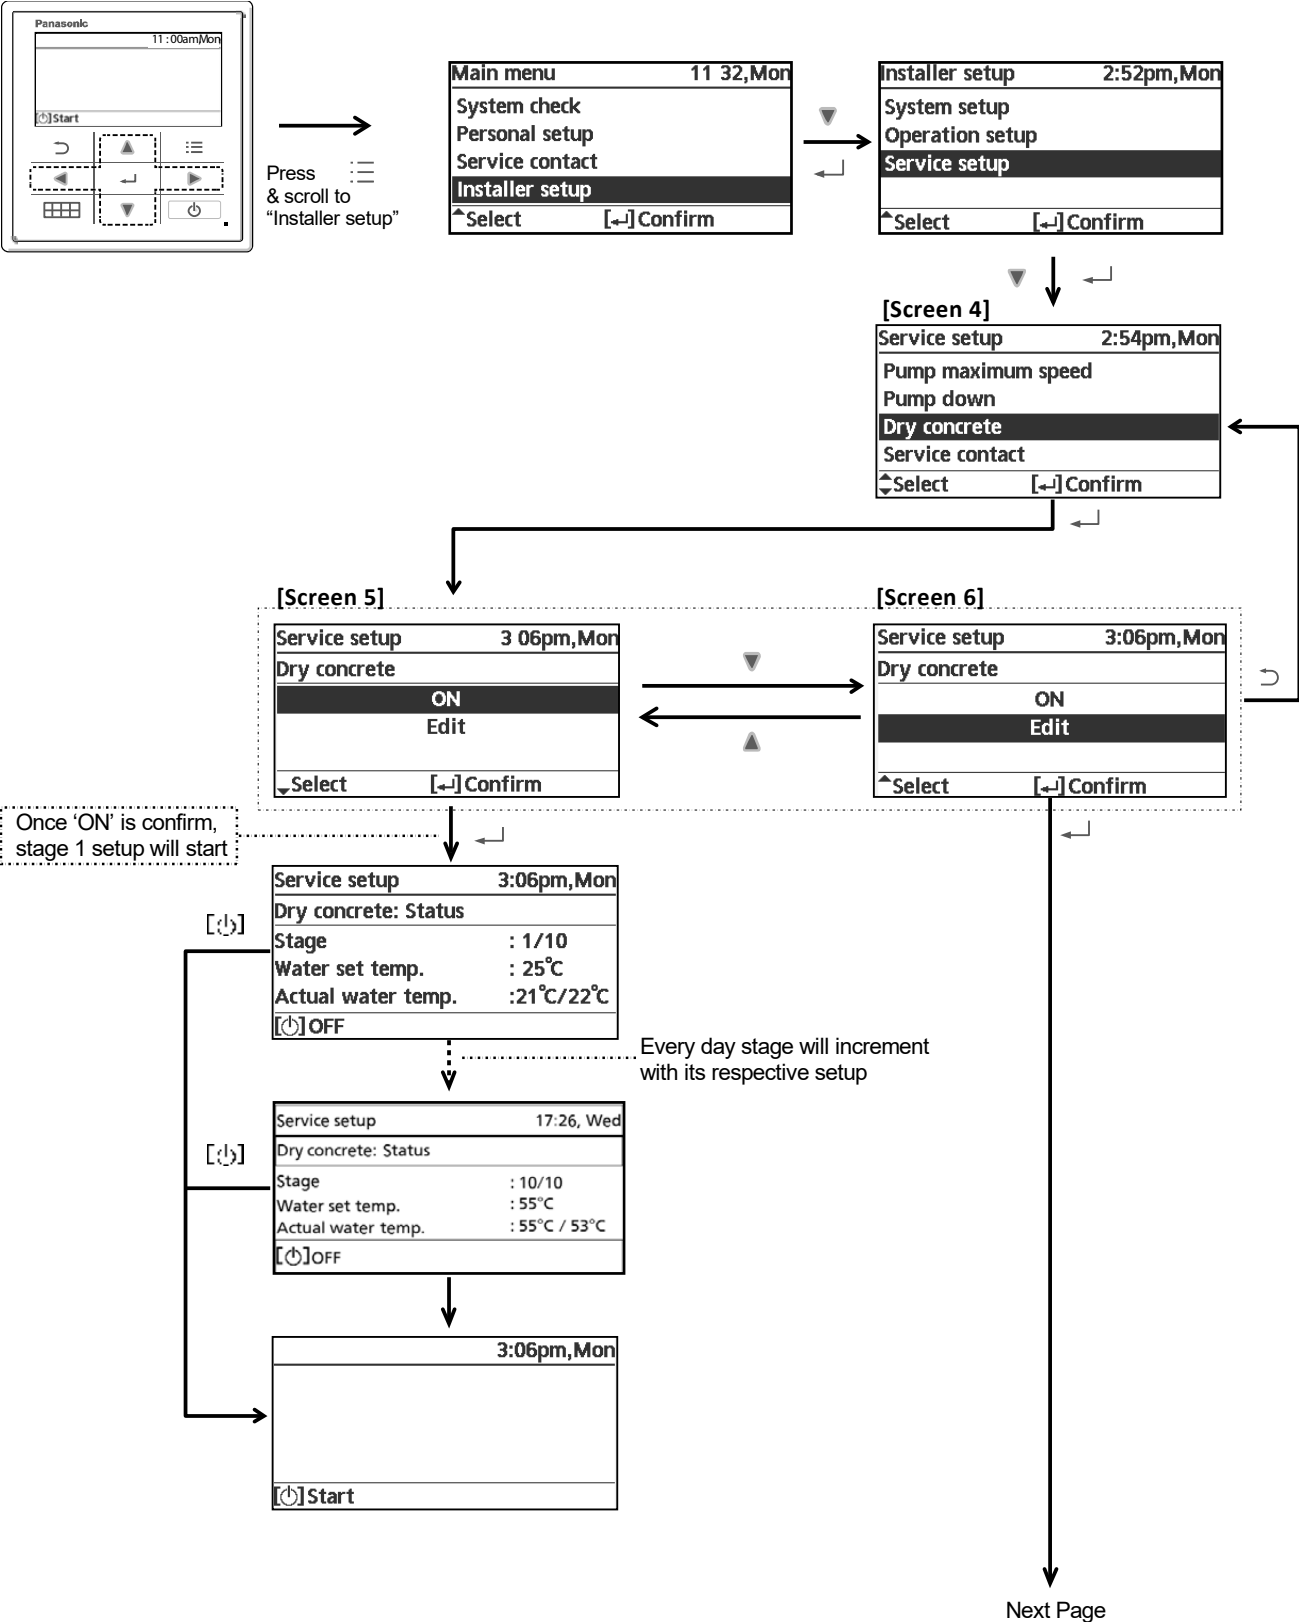 Panasonic
11:00am,Mon
[⏻]Start
Press
& scroll to
“Installer setup”
Main menu 11 32,Mon
System check
Personal setup
Service contact
Installer setup
Select [↵]Confirm
Installer setup 2:52pm,Mon
System setup
Operation setup
Service setup
Select [↵]Confirm
[Screen 4]
Service setup 2:54pm,Mon
Pump maximum speed
Pump down
Dry concrete
Service contact
Select [↵]Confirm
[Screen 5]
Service setup 3 06pm,Mon
Dry concrete
ON
Edit
Select [↵]Confirm
[Screen 6]
Service setup 3:06pm,Mon
Dry concrete
ON
Edit
Select [↵]Confirm
Once ‘ON’ is confirm,
stage 1 setup will start
Service setup 3:06pm,Mon
Dry concrete: Status
Stage : 1/10
Water set temp. : 25℃
Actual water temp. :21℃/22℃
[⏻]OFF
[⏻]
Every day stage will increment
with its respective setup
Service setup 17:26, Wed
Dry concrete: Status
Stage : 10/10
Water set temp. : 55°C
Actual water temp. : 55°C / 53°C
[⏻]OFF
[⏻]
3:06pm,Mon
[⏻]Start
Next Page